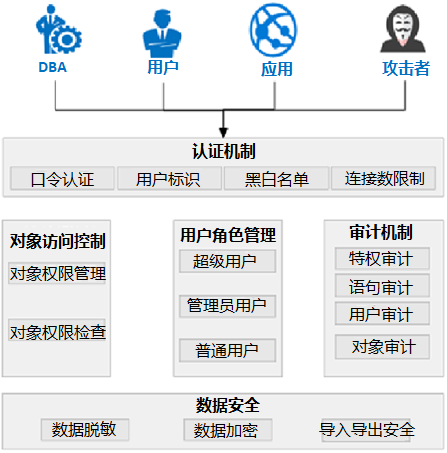 DBA
用户
应用
攻击者
认证机制
口令认证
用户标识
黑白名单
连接数限制
对象访问控制
对象权限管理
对象权限检查
用户角色管理
超级用户
管理员用户
普通用户
审计机制
特权审计
语句审计
用户审计
对象审计
数据安全
数据脱敏
数据加密
导入导出安全